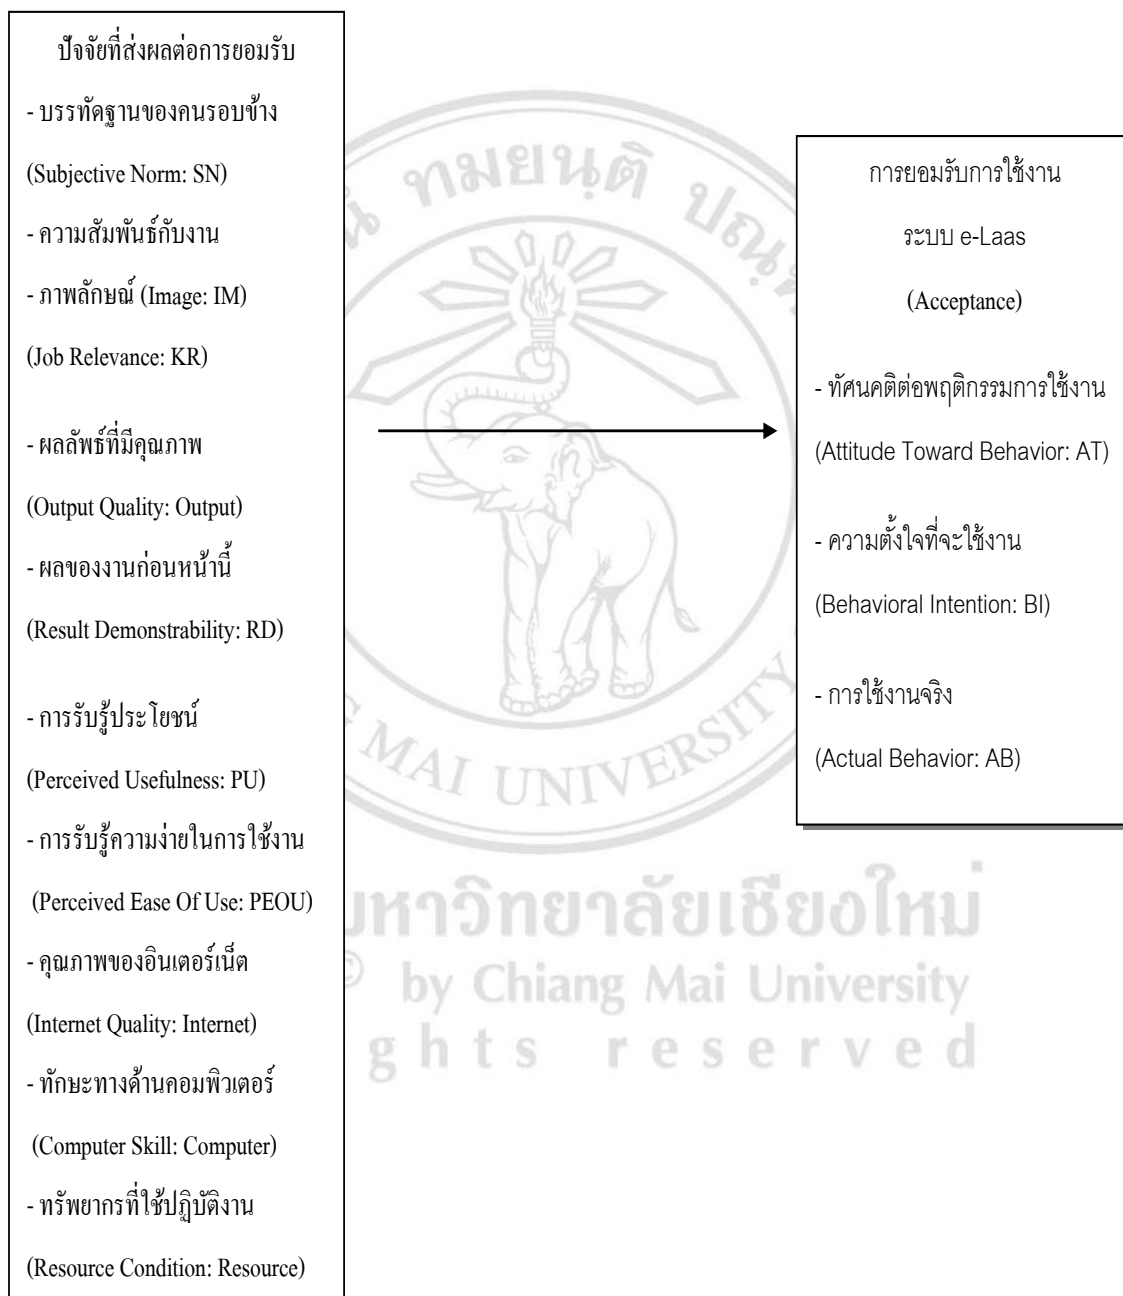 ปัจจัยที่ส่งผลต่อการยอมรับ
- บรรทัดฐานของคนรอบข้าง
(Subjective Norm: SN)
- ความสัมพันธ์กับงาน
- ภาพลักษณ์ (Image: IM)
(Job Relevance: KR)
- ผลลัพธ์ที่มีคุณภาพ
(Output Quality: Output)
- ผลของงานก่อนหน้านี้
(Result Demonstrability: RD)
- การรับรู้ประโยชน์
(Perceived Usefulness: PU)
- การรับรู้ความง่ายในการใช้งาน
(Perceived Ease Of Use: PEOU)
- คุณภาพของอินเตอร์เน็ต
(Internet Quality: Internet)
- ทักษะทางด้านคอมพิวเตอร์
(Computer Skill: Computer)
- ทรัพยากรที่ใช้ปฏิบัติงาน
(Resource Condition: Resource)
การยอมรับการใช้งาน
ระบบ e-Laas
(Acceptance)
- ทัศนคติต่อพฤติกรรมการใช้งาน
(Attitude Toward Behavior: AT)
- ความตั้งใจที่จะใช้งาน
(Behavioral Intention: BI)
- การใช้งานจริง
(Actual Behavior: AB)
ทมยนฺติ
MAI UNIVERSITY
มหาวิทยาลัยเชียงใหม่
© by Chiang Mai University
ghts reserved